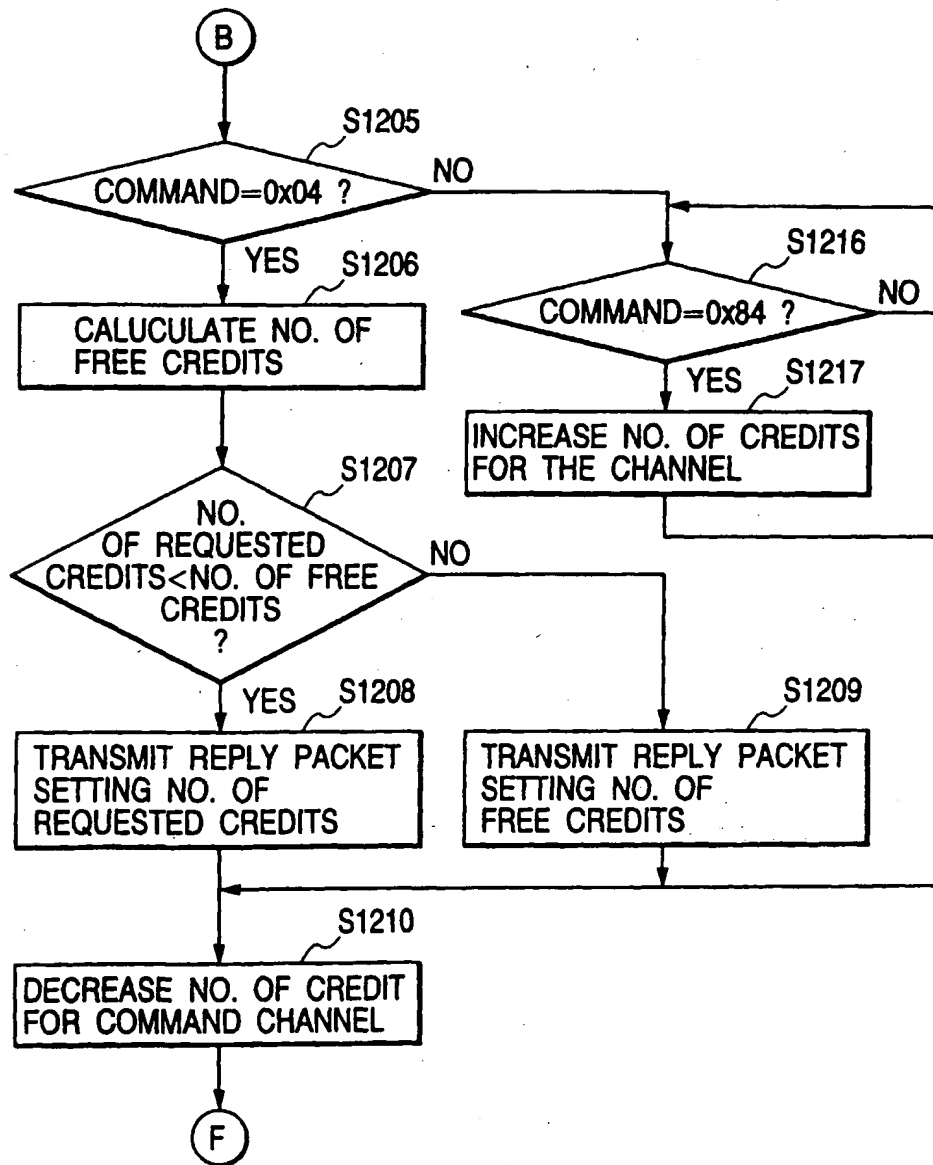 B
S1205
COMMAND=0x04 ?
NO
YES
S1206
CALUCULATE NO. OF
FREE CREDITS
S1216
COMMAND=0x84 ?
NO
YES
S1217
INCREASE NO. OF CREDITS
FOR THE CHANNEL
S1207
NO.
OF REQUESTED
CREDITS<NO. OF FREE
CREDITS
?
NO
YES
S1208
TRANSMIT REPLY PACKET
SETTING NO. OF
REQUESTED CREDITS
S1209
TRANSMIT REPLY PACKET
SETTING NO. OF
FREE CREDITS
S1210
DECREASE NO. OF CREDIT
FOR COMMAND CHANNEL
F